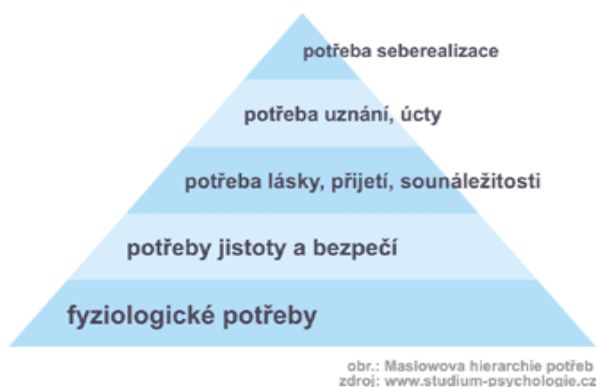 potřeba seberealizace
potřeba uznání, úcty
potřeba lásky, přijetí, sounáležitosti
potřeby jistoty a bezpečí
fyziologické potřeby
obr.: Maslowova hierarchie potřeb
zdroj: www.studium-psychologie.cz